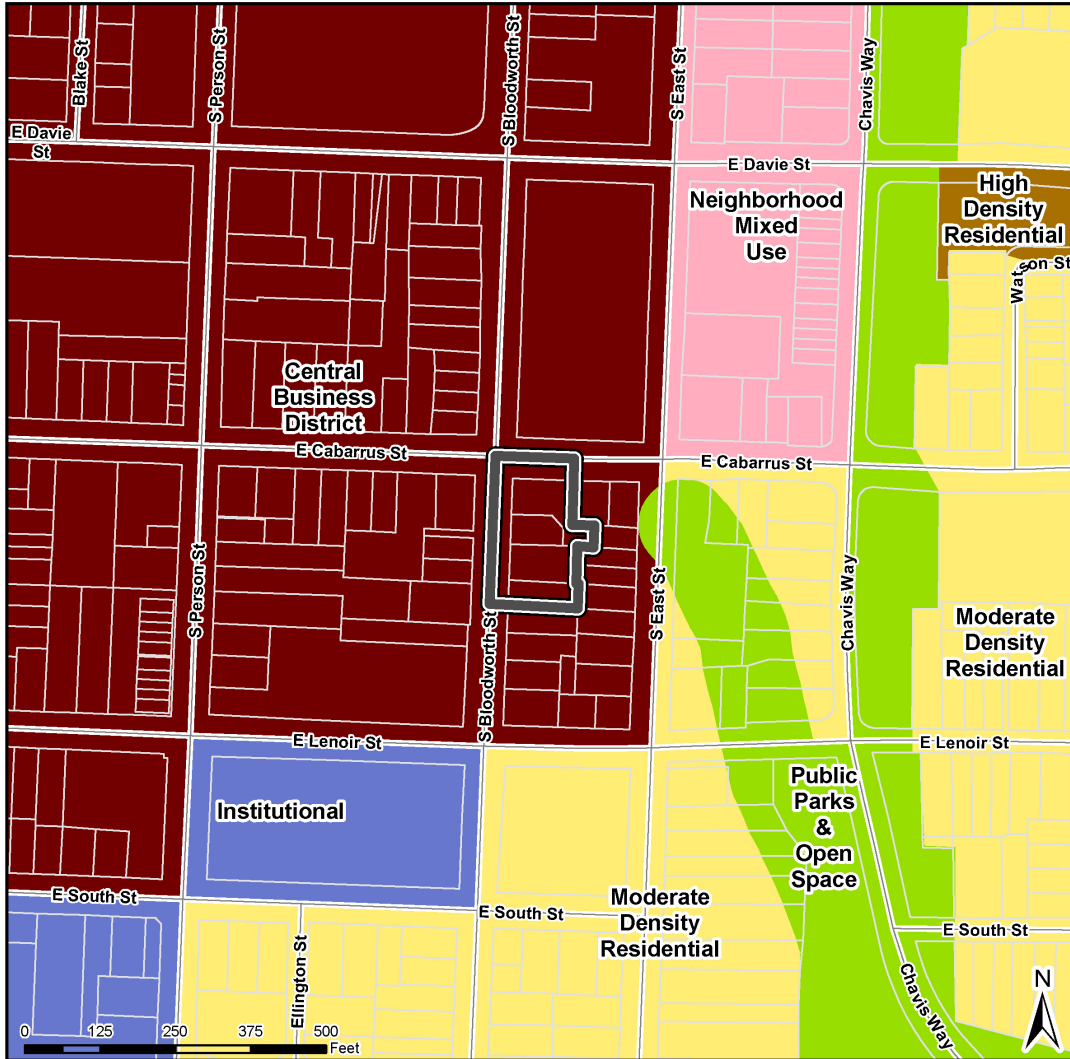 Blake St
S Person St
S Bloodworth St
S East St
Chavis Way
E Davie
St
E Davie St
Neighborhood
Mixed
Use
High
Density
Residential
Watson St
Central
Business
District
E Cabarrus St
E Cabarrus St
S Person St
S Bloodworth St
S East St
Chavis Way
Moderate
Density
Residential
E Lenoir St
E Lenoir St
Institutional
Public
Parks
&
Open
Space
E South St
E South St
E South St
Moderate
Density
Residential
Ellington St
Chavis Way
N
0 125 250 375 500
Feet